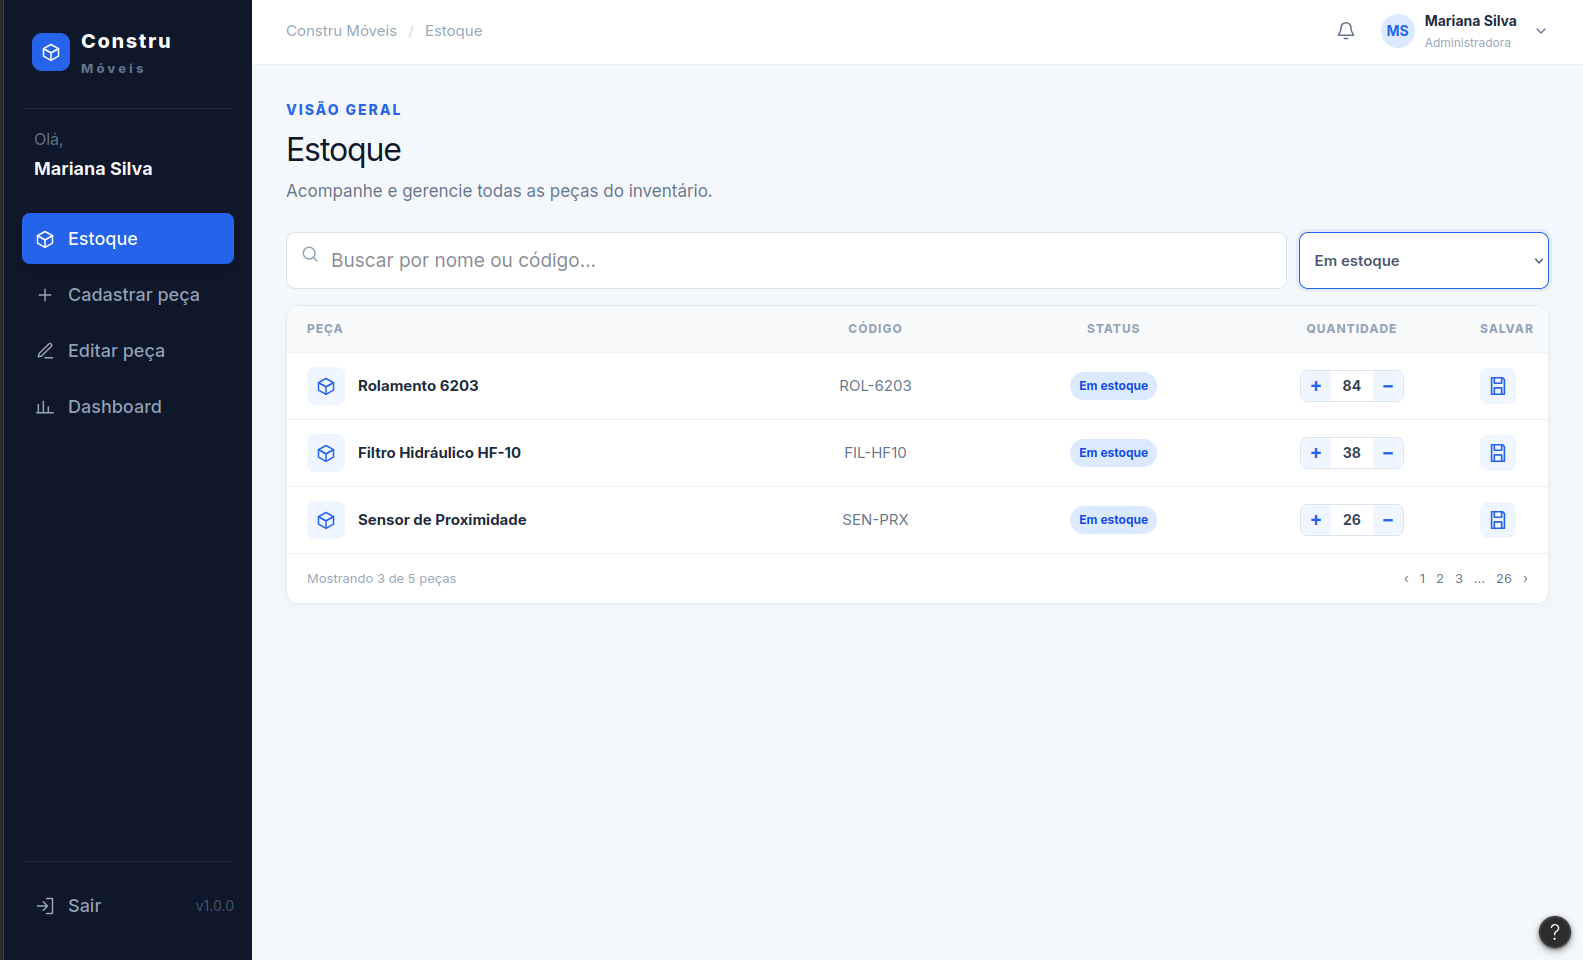 Constru
Móveis
Olá,
Mariana Silva
Estoque
Cadastrar peça
Editar peça
Dashboard
Sair v1.0.0
Constru Móveis / Estoque
MS
Mariana Silva
Administradora
VISÃO GERAL
Estoque
Acompanhe e gerencie todas as peças do inventário.
Buscar por nome ou código...
Em estoque
PEÇA CÓDIGO STATUS QUANTIDADE SALVAR
Rolamento 6203 ROL-6203 Em estoque + 84 −
Filtro Hidráulico HF-10 FIL-HF10 Em estoque + 38 −
Sensor de Proximidade SEN-PRX Em estoque + 26 −
Mostrando 3 de 5 peças ‹ 1 2 3 ... 26 ›
?